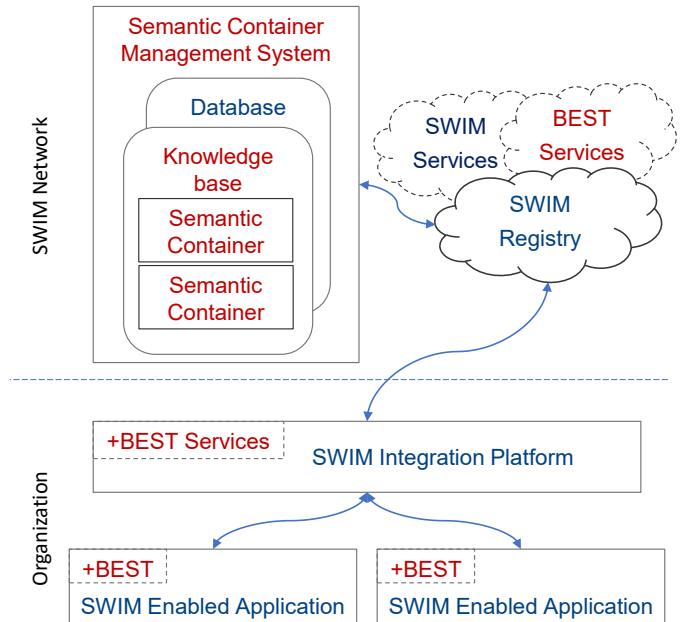 Semantic Container
Management System
SWIM Network
Database
Knowledge
base
Semantic
Container
Semantic
Container
SWIM
Services
BEST
Services
SWIM
Registry
Organization
+BEST Services
SWIM Integration Platform
+BEST
SWIM Enabled Application
+BEST
SWIM Enabled Application